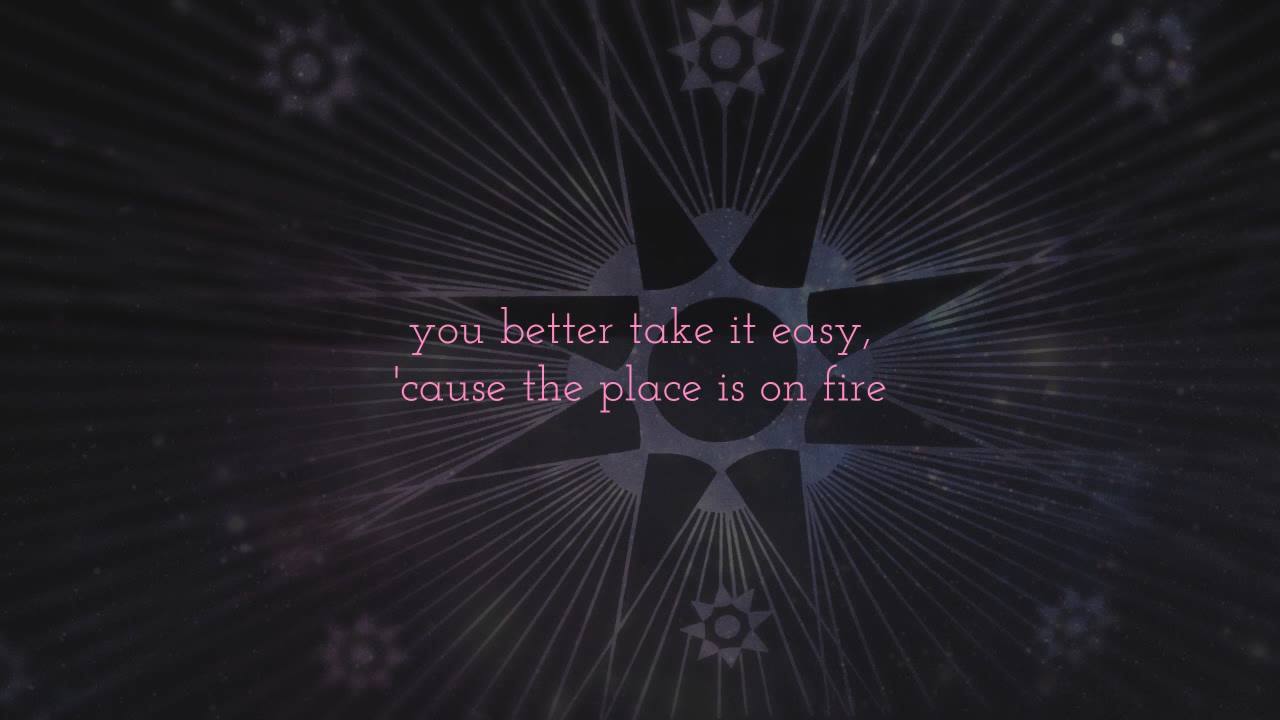 you better take it easy,
'cause the place is on fire